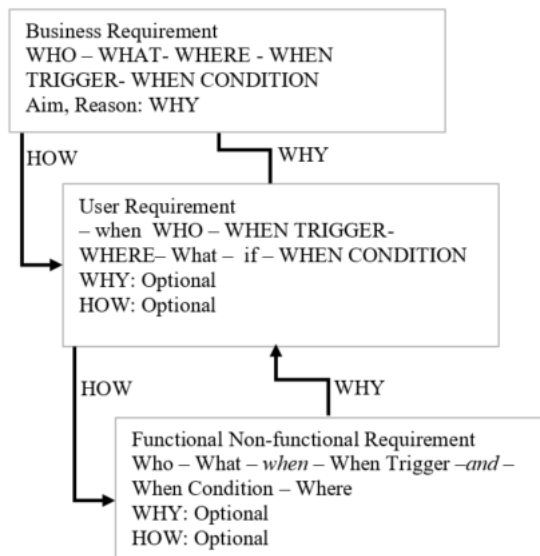 Business Requirement
WHO – WHAT- WHERE - WHEN
TRIGGER- WHEN CONDITION
Aim, Reason: WHY
HOW
WHY
User Requirement
– when  WHO – WHEN TRIGGER-
WHERE– What –  if – WHEN CONDITION
WHY: Optional
HOW: Optional
HOW
WHY
Functional Non-functional Requirement
Who – What – when – When Trigger –and –
When Condition – Where
WHY: Optional
HOW: Optional